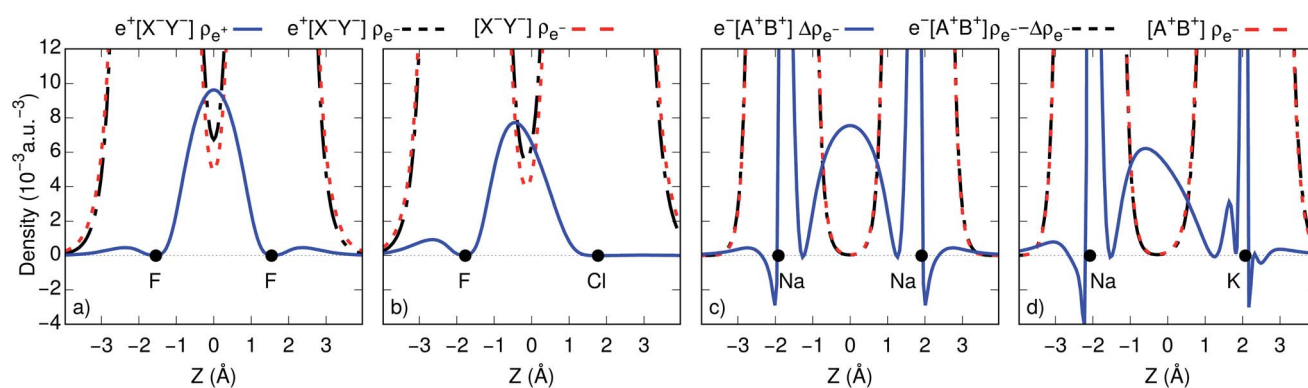 e⁺[X⁻Y⁻] ρₑ⁺ e⁺[X⁻Y⁻] ρₑ⁻ [X⁻Y⁻] ρₑ⁻ e⁻[A⁺B⁺] Δρₑ⁻ e⁻[A⁺B⁺]ρₑ⁻−Δρₑ⁻ [A⁺B⁺] ρₑ⁻
Density (10⁻³a.u.⁻³)
12
10
8
6
4
2
0
−2
−4
F F F Cl Na Na Na K
a) b) c) d)
−3 −2 −1 0 1 2 3 −3 −2 −1 0 1 2 3 −3 −2 −1 0 1 2 3 −3 −2 −1 0 1 2 3
Z (Å) Z (Å) Z (Å) Z (Å)